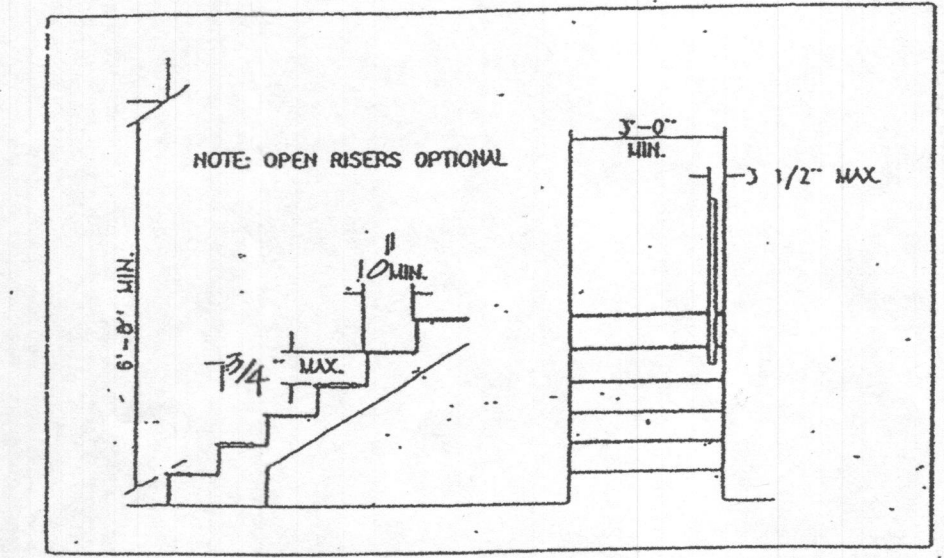 3'-0" MIN.
NOTE: OPEN RISERS OPTIONAL
3 1/2" MAX.
10" MIN.
6'-8" MIN.
7 3/4" MAX.